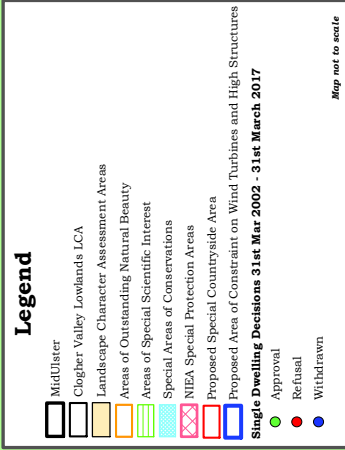 Legend
MidUlster
Clogher Valley Lowlands LCA
Landscape Character Assessment Areas
Areas of Outstanding Natural Beauty
Areas of Special Scientific Interest
Special Areas of Conservations
NIEA Special Protection Areas
Proposed Special Countryside Area
Proposed Area of Constraint on Wind Turbines and High Structures
Single Dwelling Decisions 31st Mar 2002 - 31st March 2017
Approval
Refusal
Withdrawn
Map not to scale